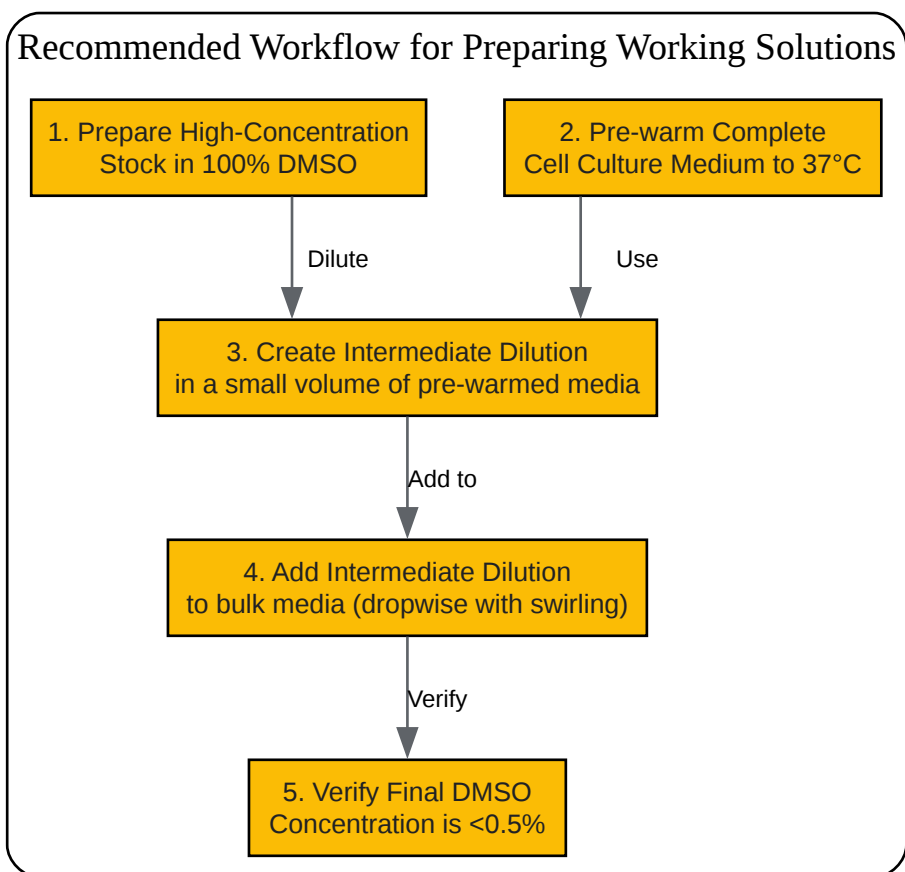 Recommended Workflow for Preparing Working Solutions
1. Prepare High-Concentration
Stock in 100% DMSO
2. Pre-warm Complete
Cell Culture Medium to 37°C
Dilute
Use
3. Create Intermediate Dilution
in a small volume of pre-warmed media
Add to
4. Add Intermediate Dilution
to bulk media (dropwise with swirling)
Verify
5. Verify Final DMSO
Concentration is <0.5%